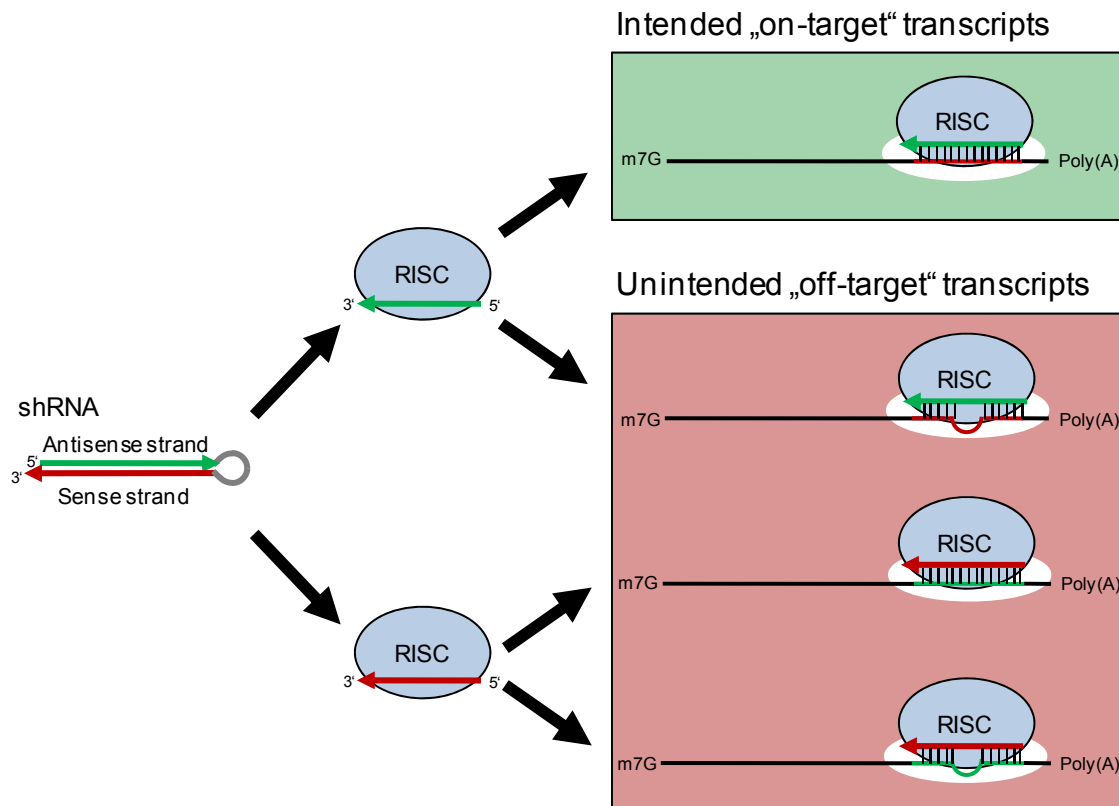 Intended „on-target“ transcripts
RISC
m7G
Poly(A)
RISC
3‘
5‘
Unintended „off-target“ transcripts
RISC
m7G
Poly(A)
shRNA
5‘
Antisense strand
3‘
Sense strand
RISC
m7G
Poly(A)
RISC
3‘
5‘
RISC
m7G
Poly(A)